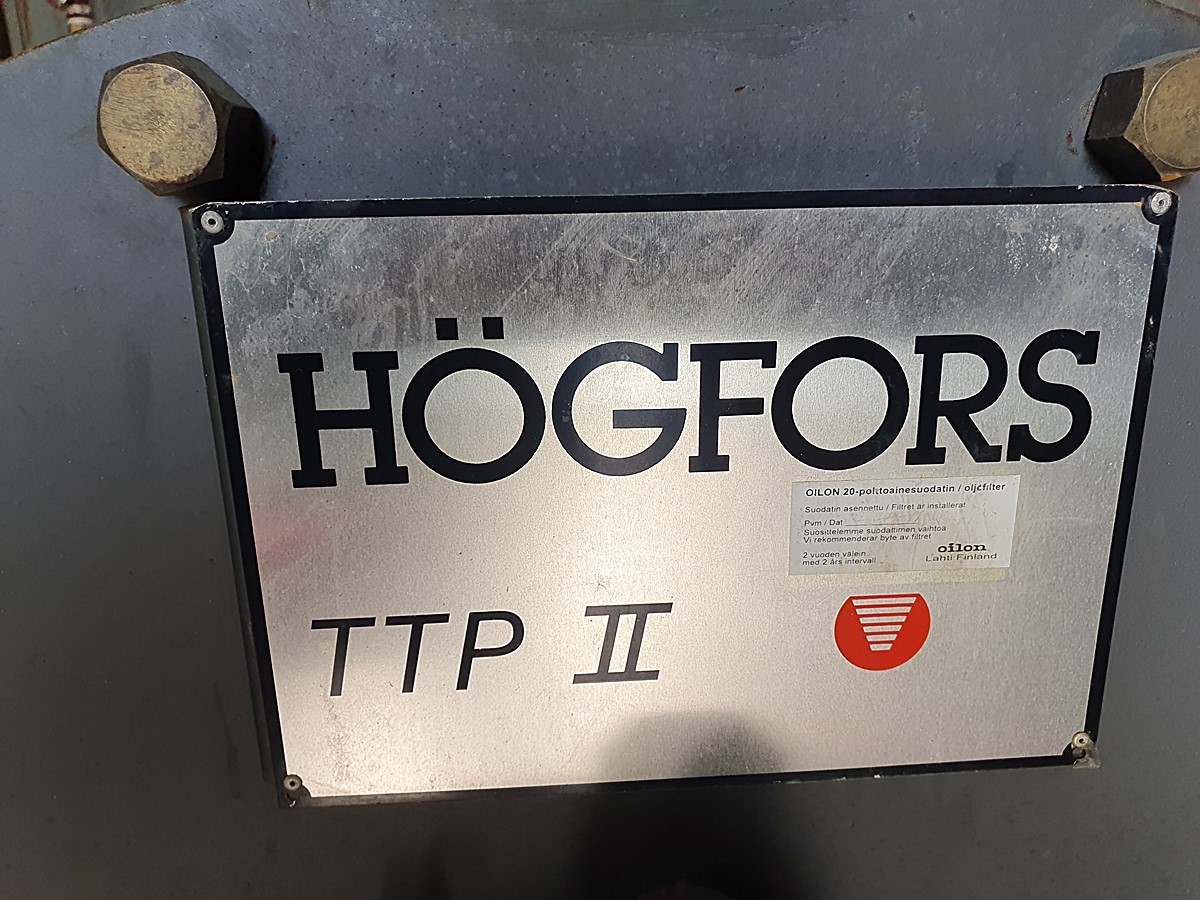 HÖGFORS
OILON 20-polttoainesuodatin / oljefilter
Suodatin asennettu / Filtret är installerat
Pvm / Dat
Suosittelemme suodattimen vaihtoa
Vi rekommenderar byte av filtret
2 vuoden välein
med 2 års intervall
oilon
Lahti Finland
TTP II